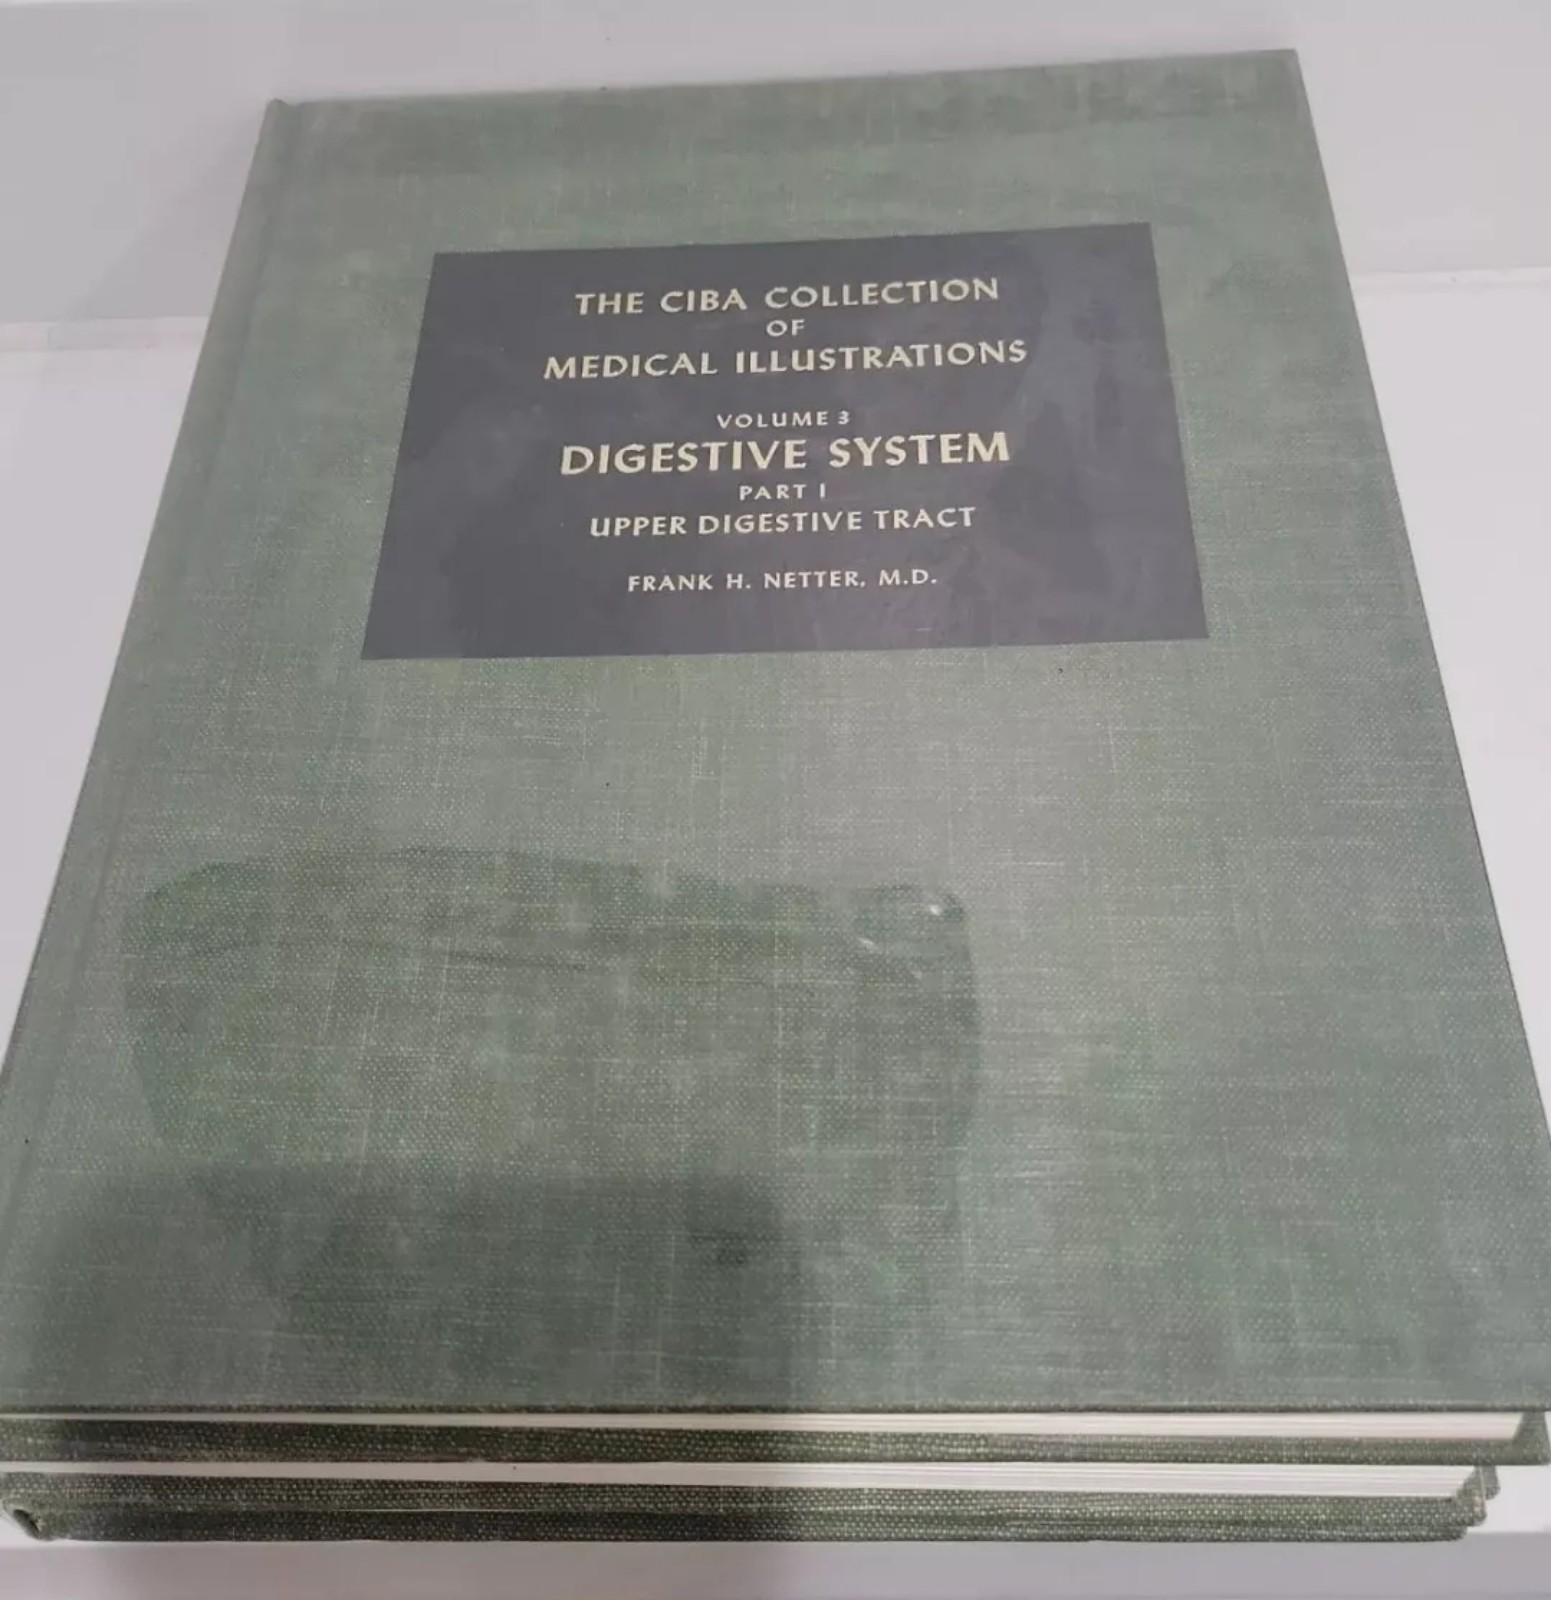 THE CIBA COLLECTION
OF
MEDICAL ILLUSTRATIONS
VOLUME 3
DIGESTIVE SYSTEM
PART I
UPPER DIGESTIVE TRACT
FRANK H. NETTER, M.D.